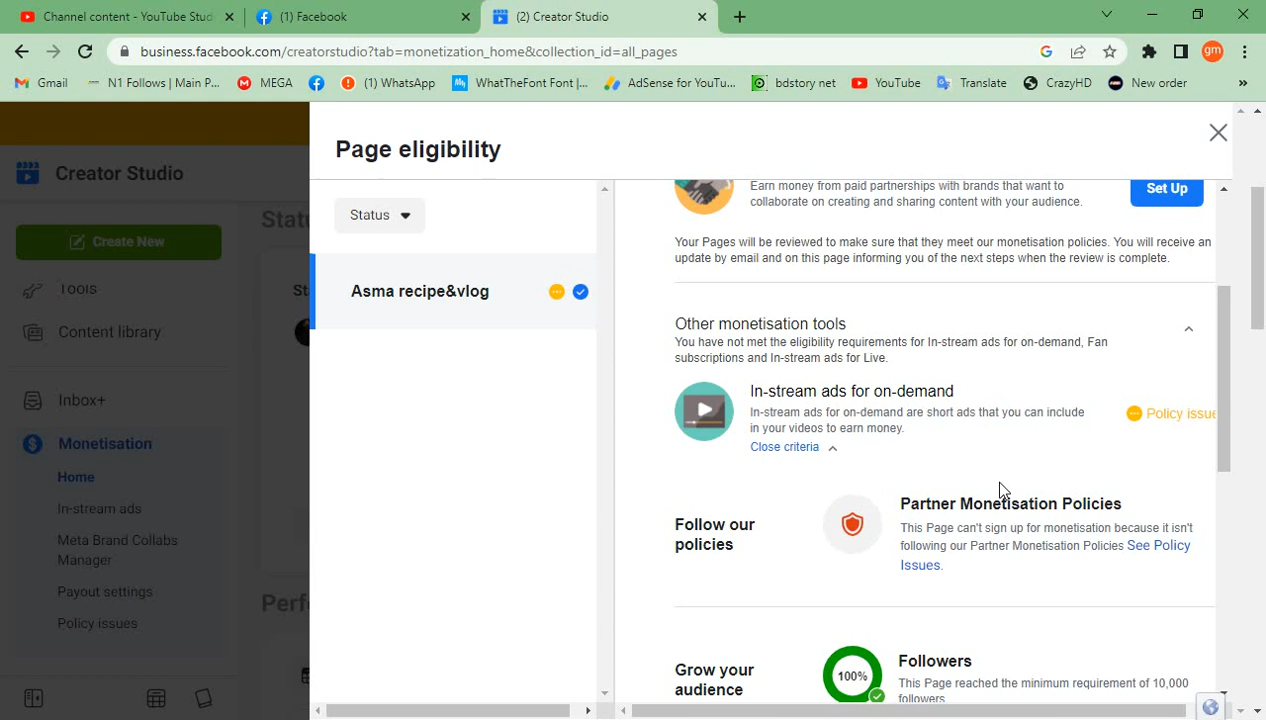 Channel content - YouTube Stud
(1) Facebook
(2) Creator Studio
business.facebook.com/creatorstudio?tab=monetization_home&collection_id=all_pages
gm
Gmail
N1 Follows | Main P...
MEGA
(1) WhatsApp
WhatTheFont Font |...
AdSense for YouTu...
bdstory net
YouTube
Translate
CrazyHD
New order
Creator Studio
Create New
Tools
Content library
Inbox+
Monetisation
Home
In-stream ads
Meta Brand Collabs
Manager
Payout settings
Policy issues
Statu
Sta
Perfo
Page eligibility
Status
Asma recipe&vlog
Earn money from paid partnerships with brands that want to
collaborate on creating and sharing content with your audience.
Set Up
Your Pages will be reviewed to make sure that they meet our monetisation policies. You will receive an
update by email and on this page informing you of the next steps when the review is complete.
Other monetisation tools
You have not met the eligibility requirements for In-stream ads for on-demand, Fan
subscriptions and In-stream ads for Live.
In-stream ads for on-demand
In-stream ads for on-demand are short ads that you can include
in your videos to earn money.
Policy issue
Close criteria
Follow our
policies
Partner Monetisation Policies
This Page can't sign up for monetisation because it isn't
following our Partner Monetisation Policies See Policy
Issues.
Grow your
audience
100%
Followers
This Page reached the minimum requirement of 10,000
followers